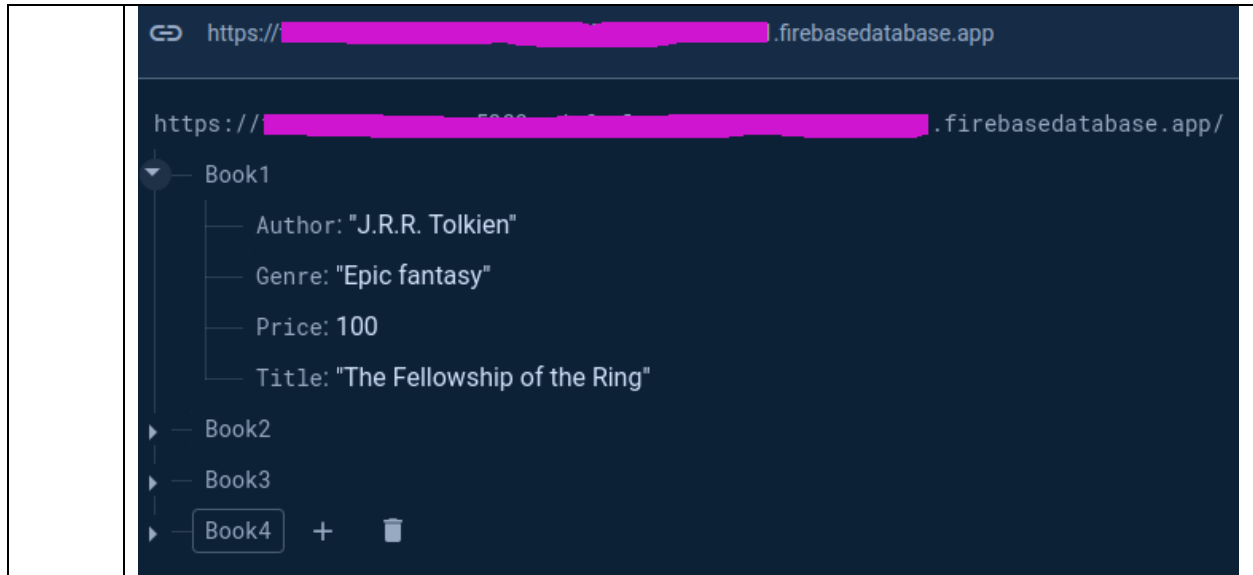 https:// .firebasedatabase.app
https:// .firebasedatabase.app/
Book1
Author: "J.R.R. Tolkien"
Genre: "Epic fantasy"
Price: 100
Title: "The Fellowship of the Ring"
Book2
Book3
Book4 +